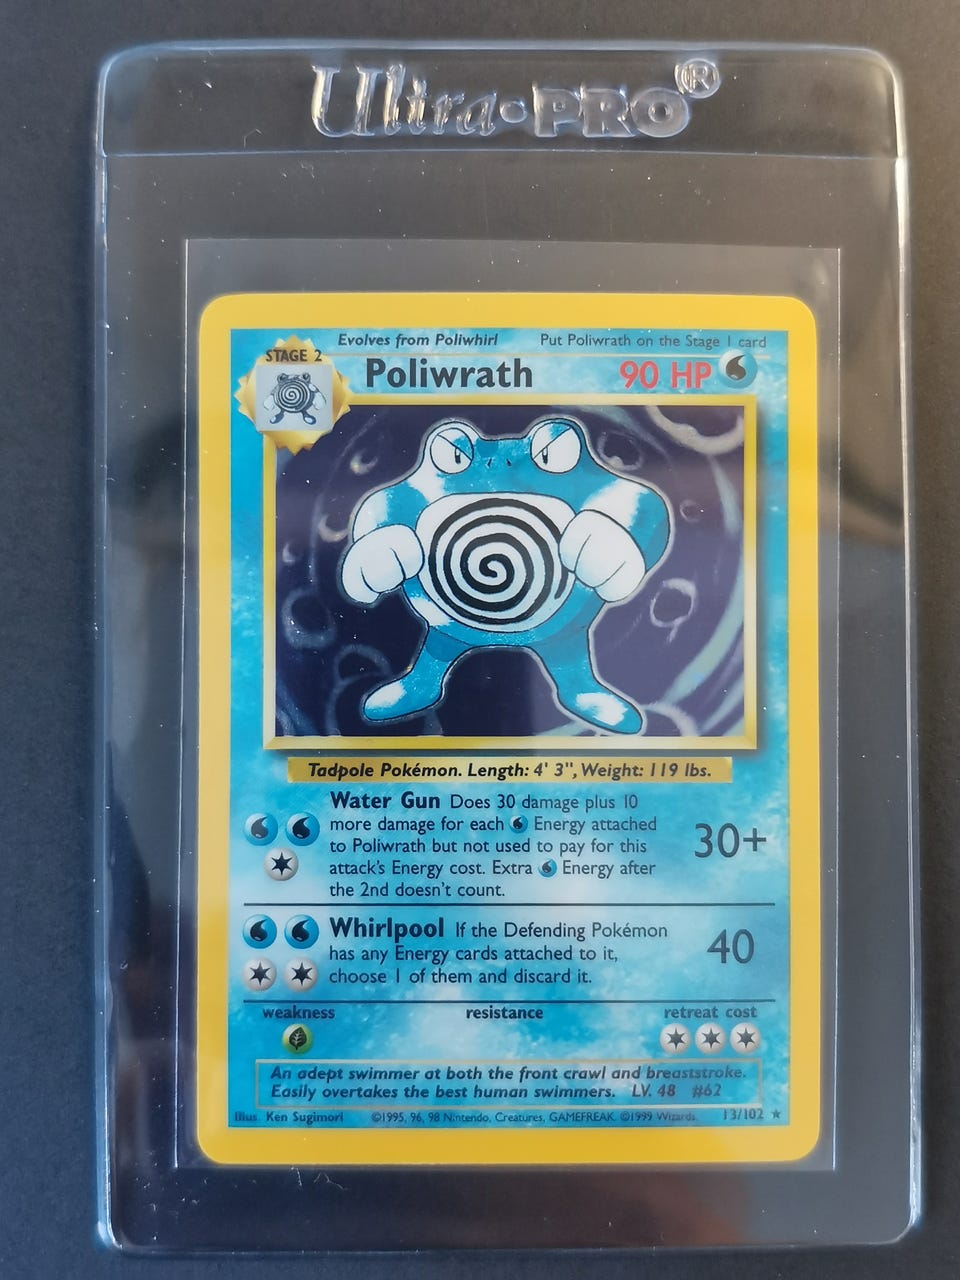 Ultra·PRO®
Evolves from Poliwhirl Put Poliwrath on the Stage 1 card
STAGE 2
Poliwrath 90 HP
Tadpole Pokémon. Length: 4' 3", Weight: 119 lbs.
Water Gun Does 30 damage plus 10
more damage for each Energy attached
to Poliwrath but not used to pay for this
attack's Energy cost. Extra Energy after
the 2nd doesn't count.
30+
Whirlpool If the Defending Pokémon
has any Energy cards attached to it,
choose 1 of them and discard it.
40
weakness resistance retreat cost
An adept swimmer at both the front crawl and breaststroke.
Easily overtakes the best human swimmers. LV. 48 #62
Illus. Ken Sugimori ©1995, 96, 98 Nintendo, Creatures, GAMEFREAK. ©1999 Wizards. 13/102 ★